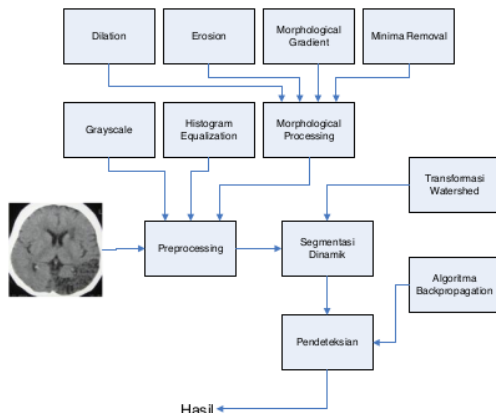 Dilation
Erosion
Morphological
Gradient
Minima Removal
Grayscale
Histogram
Equalization
Morphological
Processing
Transformasi
Watershed
Preprocessing
Segmentasi
Dinamik
Algoritma
Backpropagation
Pendeteksian
Hasil